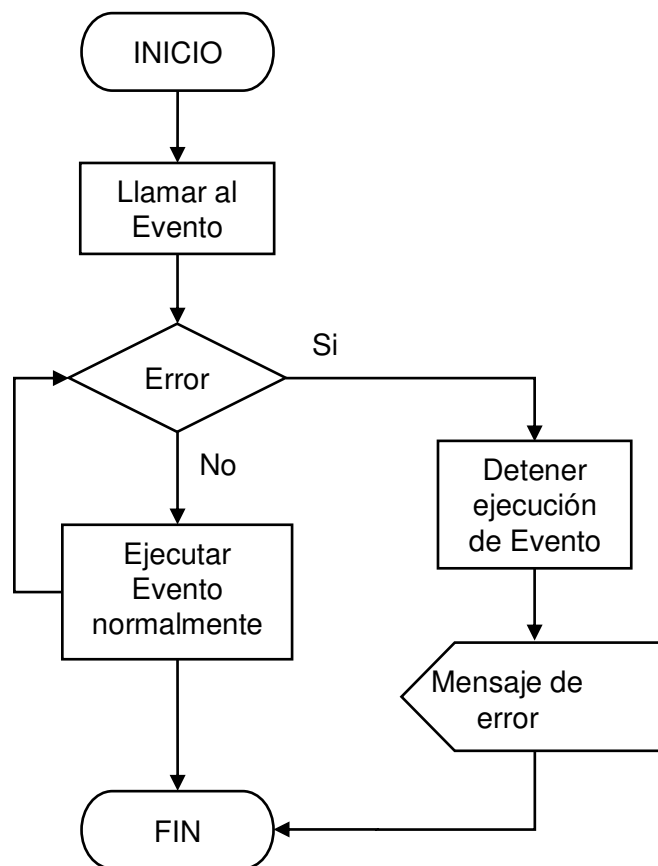 INICIO
Llamar al
Evento
Error
Si
No
Detener
ejecución
de Evento
Ejecutar
Evento
normalmente
Mensaje de
error
FIN